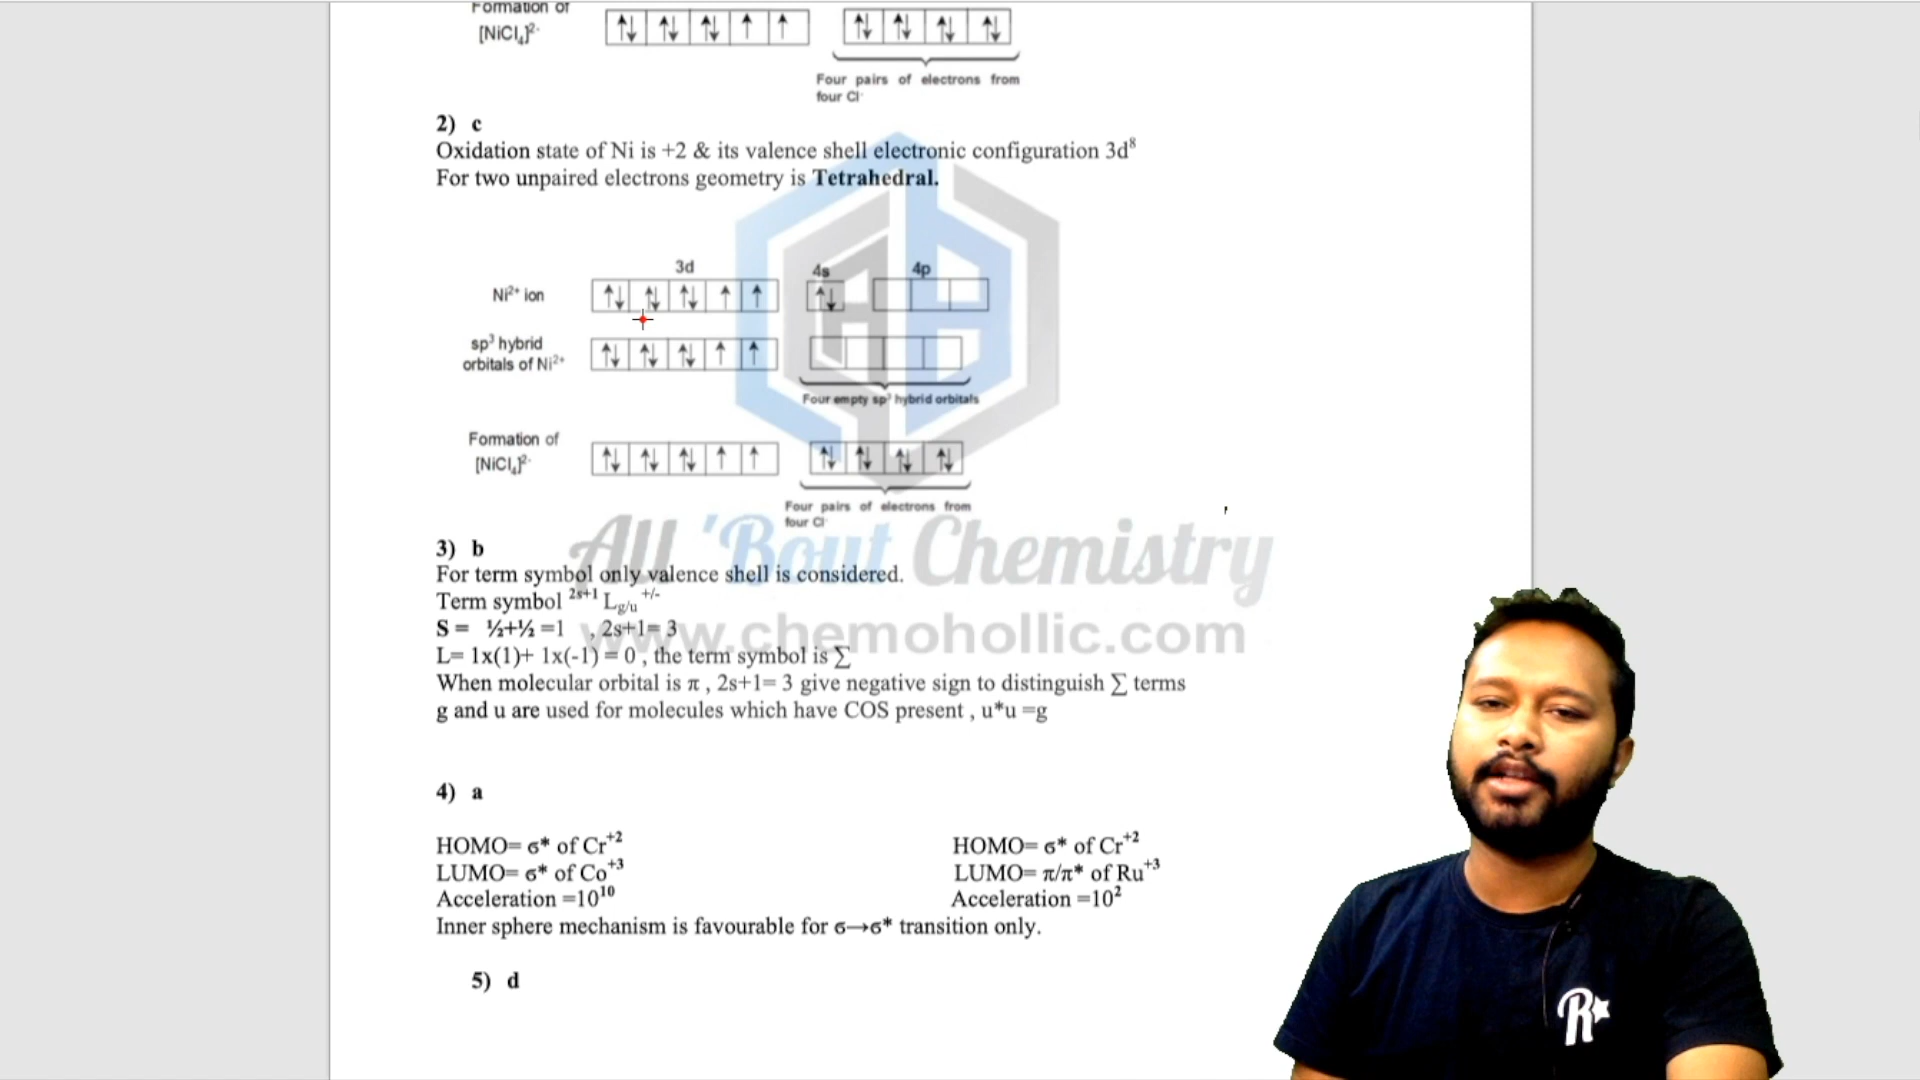 Formation of
[NiCl₄]²⁻
Four pairs of electrons from
four Cl⁻
2) c
Oxidation state of Ni is +2 & its valence shell electronic configuration 3d⁸
For two unpaired electrons geometry is Tetrahedral.
3d 4s 4p
Ni²⁺ ion
sp³ hybrid
orbitals of Ni²⁺
Four empty sp³ hybrid orbitals
Formation of
[NiCl₄]²⁻
Four pairs of electrons from
four Cl⁻
All 'Bout Chemistry
3) b
For term symbol only valence shell is considered.
Term symbol ²ˢ⁺¹ L g/u ⁺/⁻
S = ½+½ =1 , 2s+1= 3
www.chemohollic.com
L= 1x(1)+ 1x(-1) = 0 , the term symbol is ∑
When molecular orbital is π , 2s+1= 3 give negative sign to distinguish ∑ terms
g and u are used for molecules which have COS present , u*u =g
4) a
HOMO= ϭ* of Cr⁺² HOMO= ϭ* of Cr⁺²
LUMO= ϭ* of Co⁺³ LUMO= π/π* of Ru⁺³
Acceleration =10¹⁰ Acceleration =10²
Inner sphere mechanism is favourable for ϭ→ϭ* transition only.
5) d
R